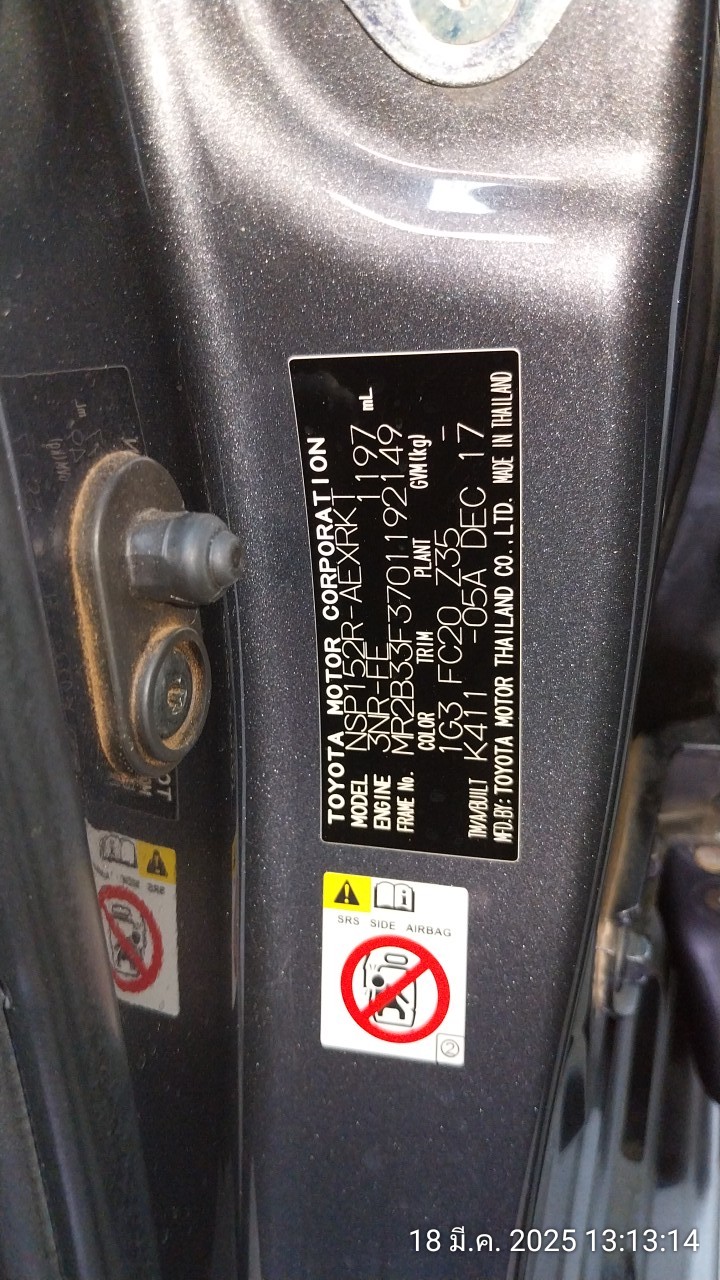 TOYOTA MOTOR CORPORATION
MODEL NSP152R-AEXRKT
ENGINE 3NR-FE 1197 mL
FRAME No. MR2B33F3701192149
COLOR TRIM PLANT GVM(kg)
1G3 FC20 Z35 -
TMA/BUILT K411 -05A DEC 17
MFD.BY: TOYOTA MOTOR THAILAND CO.,LTD. MADE IN THAILAND
SRS SIDE AIRBAG
2
18 มี.ค. 2025 13:13:14